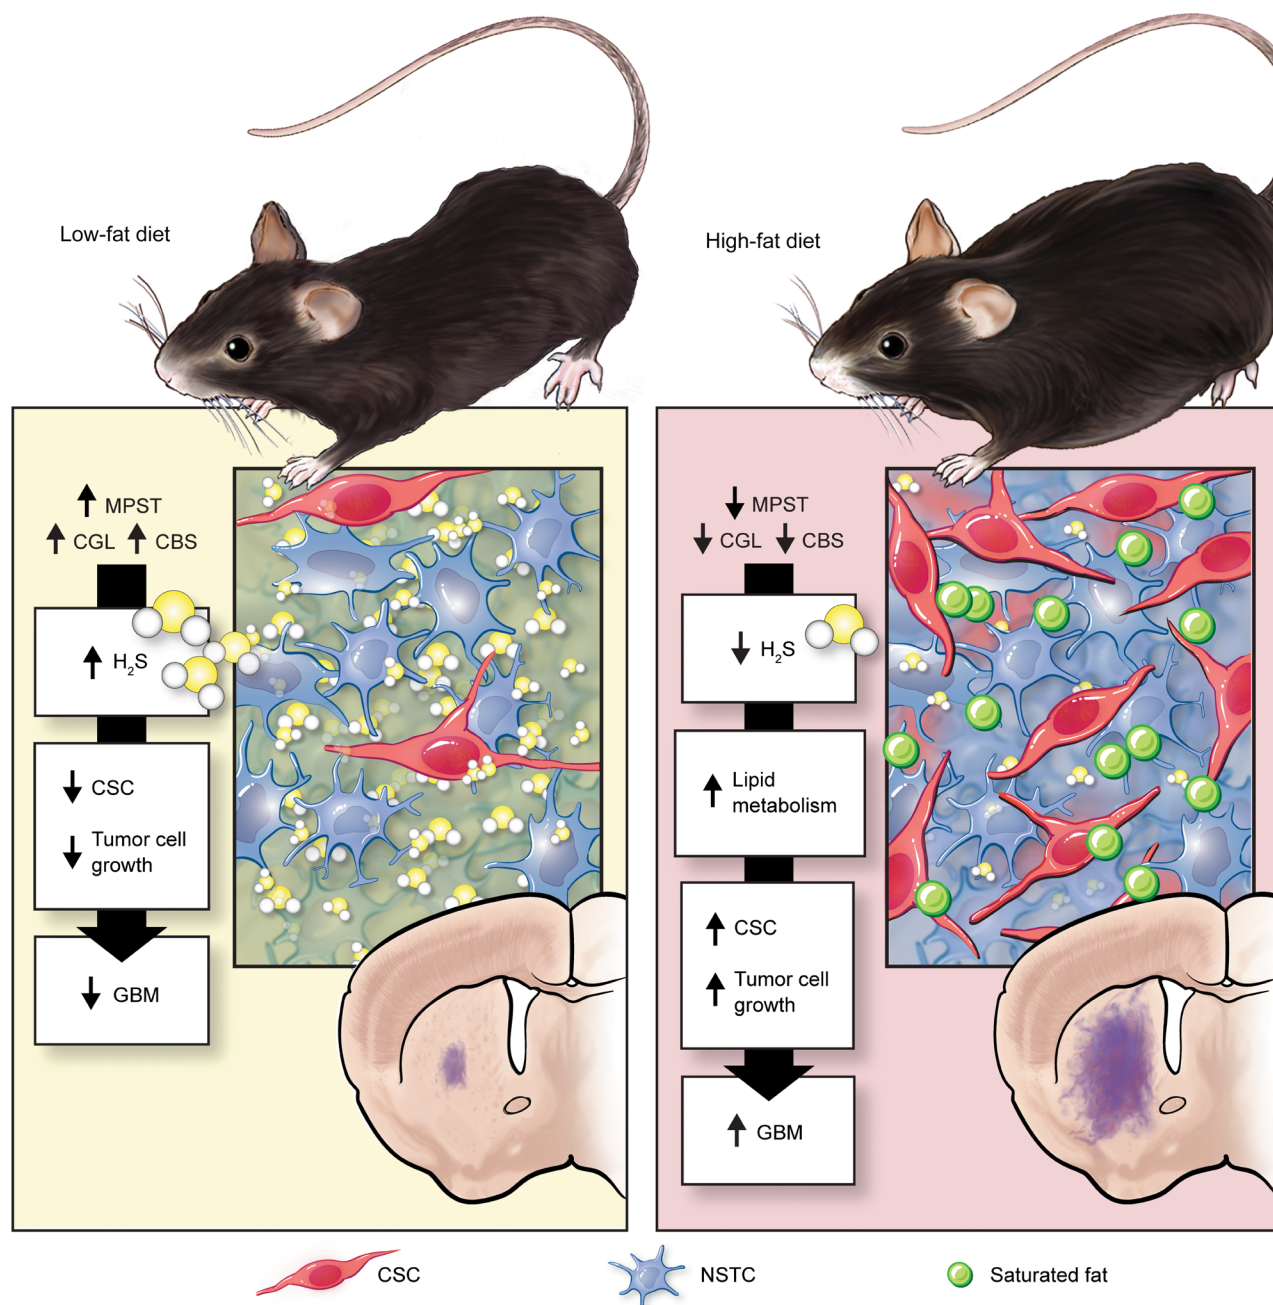 Low-fat diet
High-fat diet
MPST
CGL CBS
H₂S
CSC
Tumor cell
growth
GBM
MPST
CGL CBS
H₂S
Lipid
metabolism
CSC
Tumor cell
growth
GBM
CSC
NSTC
Saturated fat